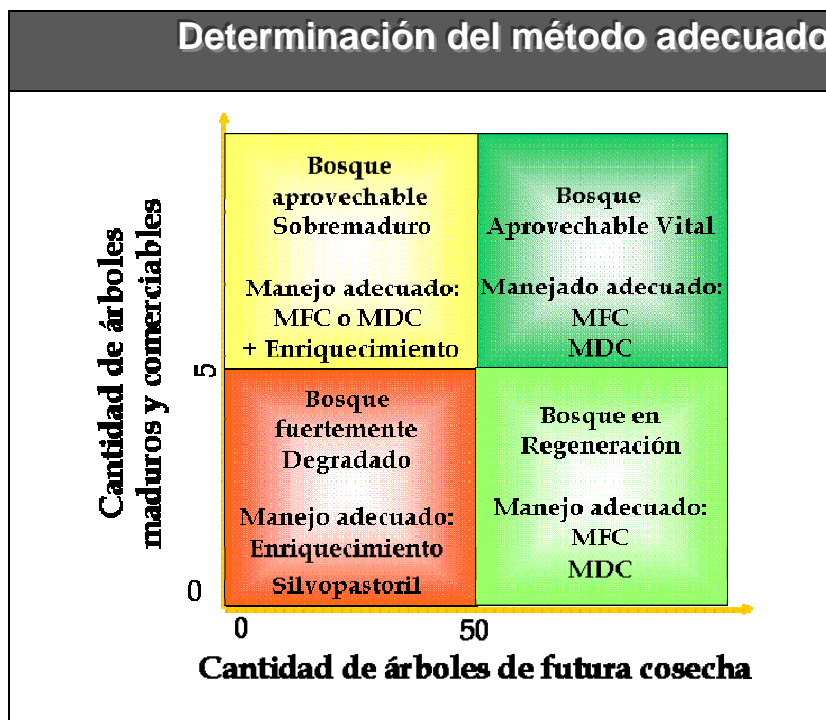 Determinación del método adecuado
Cantidad de árboles
maduros y comerciables
Bosque
aprovechable
Sobremaduro
Manejo adecuado:
MFC o MDC
+ Enriquecimiento
Bosque
Aprovechable Vital
Manejado adecuado:
MFC
MDC
5
Bosque
fuertemente
Degradado
Manejo adecuado:
Enriquecimiento
Silvopastoril
Bosque en
Regeneración
Manejo adecuado:
MFC
MDC
0
0
50
Cantidad de árboles de futura cosecha